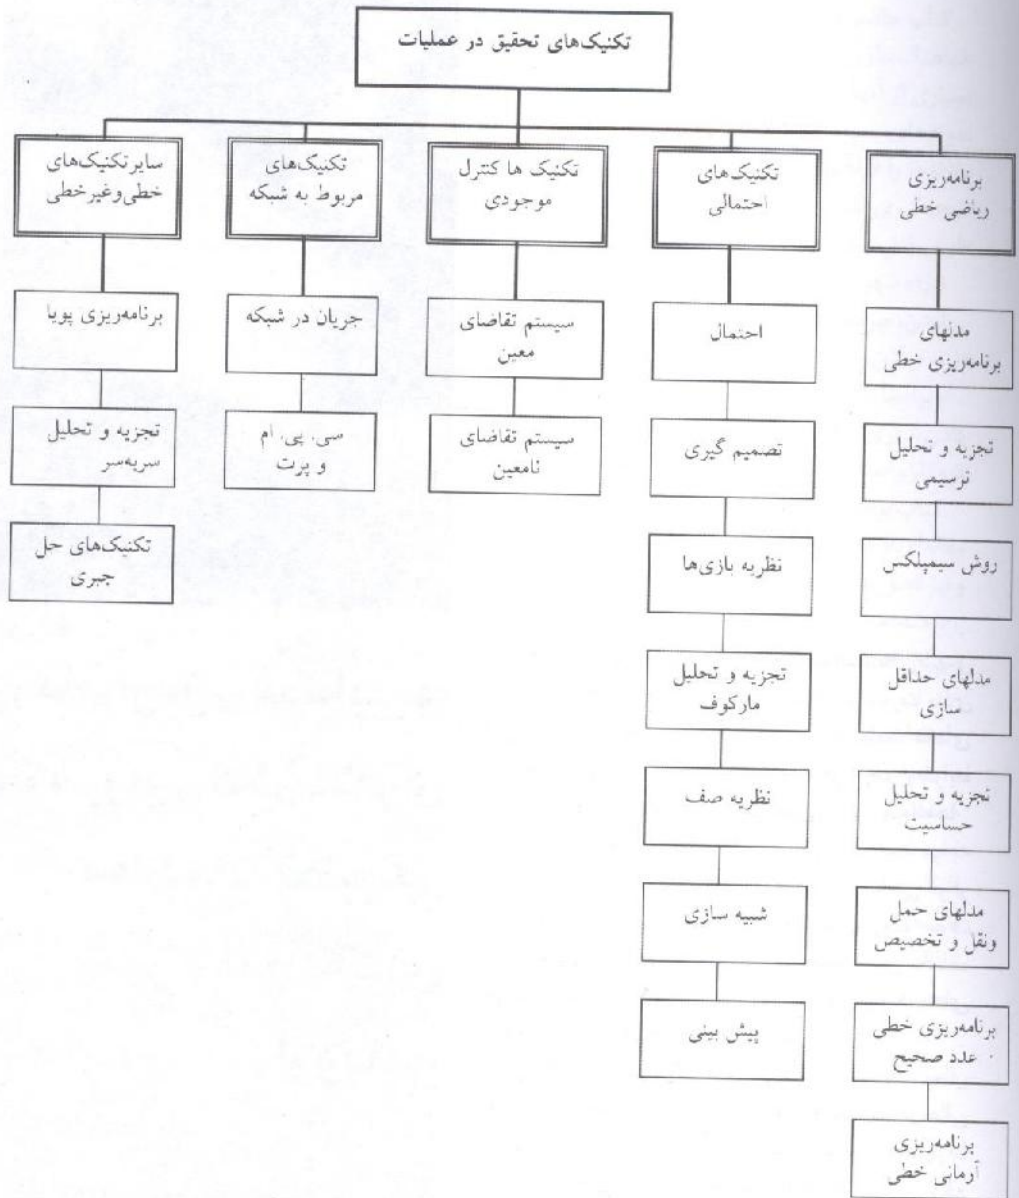 تکنیک‌های تحقیق در عملیات
برنامه‌ریزی
ریاضی خطی
مدلهای
برنامه‌ریزی خطی
تجزیه و تحلیل
ترسیمی
روش سیمپلکس
مدلهای حداقل
سازی
تجزیه و تحلیل
حساسیت
مدلهای حمل
ونقل و تخصیص
برنامه‌ریزی خطی
عدد صحیح
برنامه‌ریزی
آرمانی خطی
تکنیک‌های
احتمالی
احتمال
تصمیم گیری
نظریه بازی‌ها
تجزیه و تحلیل
مارکوف
نظریه صف
شبیه سازی
پیش بینی
تکنیک ها کنترل
موجودی
سیستم تقاضای
معین
سیستم تقاضای
نامعین
تکنیک‌های
مربوط به شبکه
جریان در شبکه
سی. پی. ام
و پرت
سایرتکنیک‌های
خطی‌وغیرخطی
برنامه‌ریزی پویا
تجزیه و تحلیل
سربه‌سر
تکنیک‌های حل
جبری